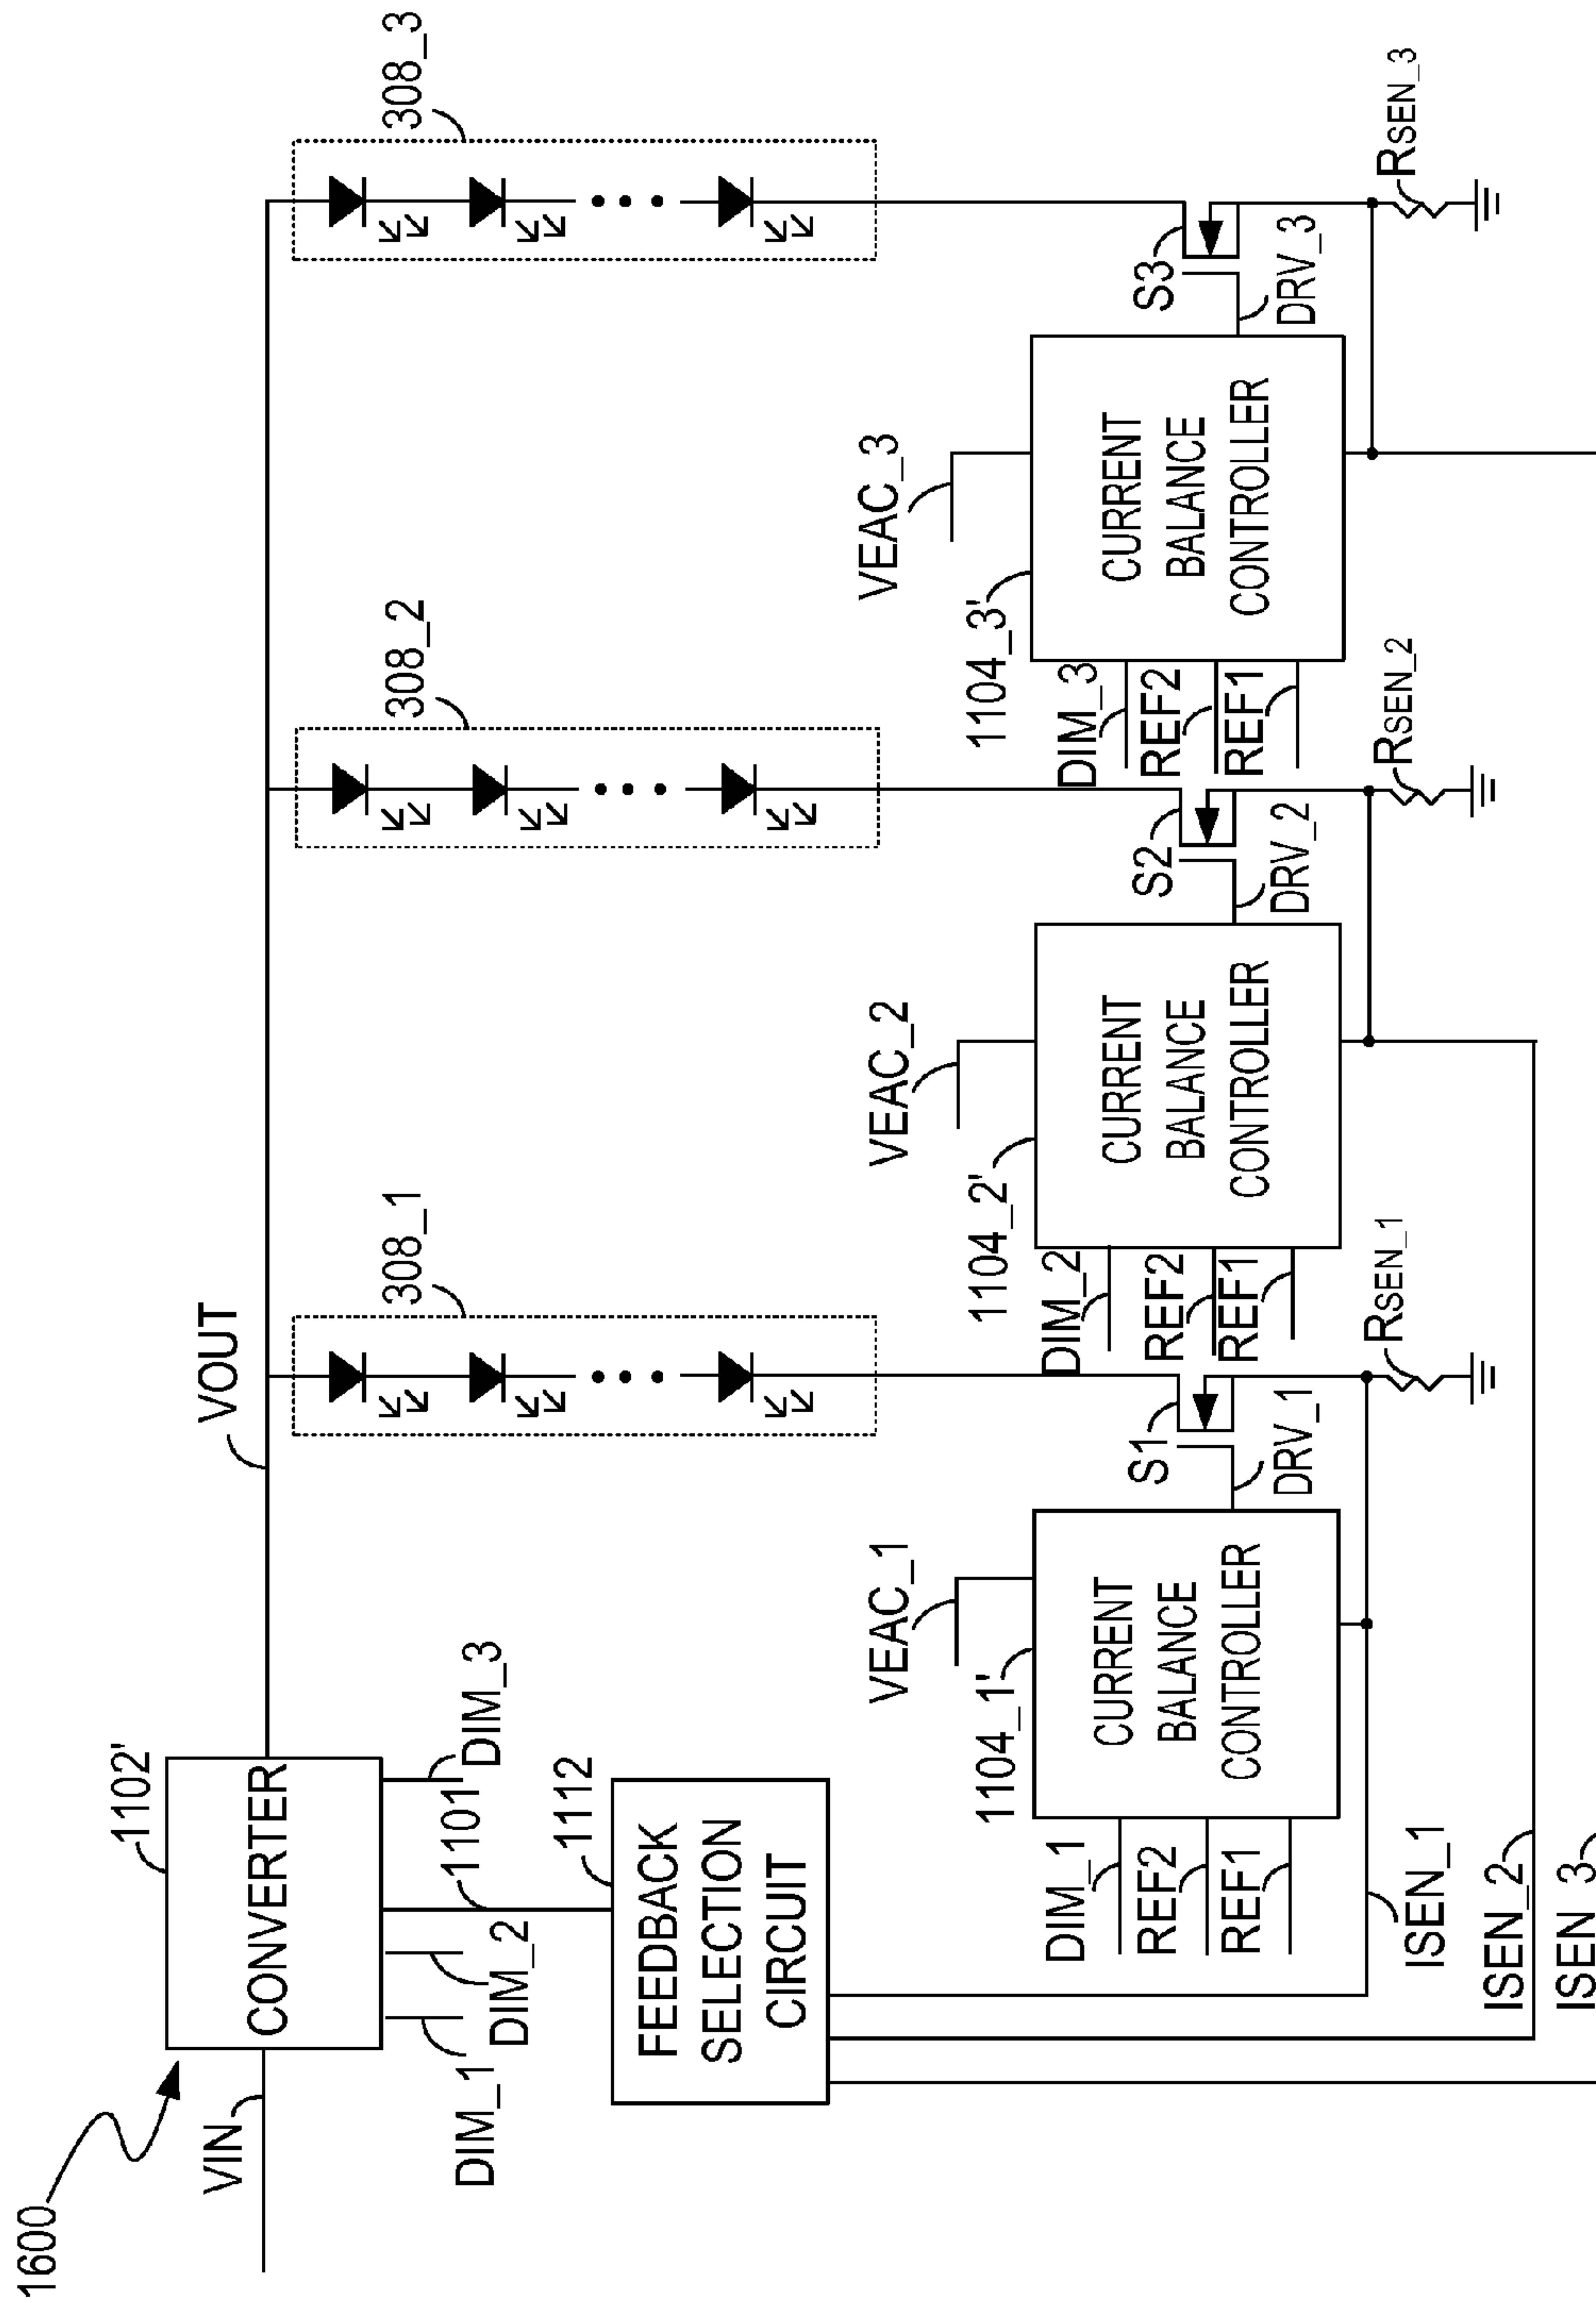 1600
VIN
1102'
CONVERTER
VOUT
DIM_1
DIM_2
1101
DIM_3
308_1
308_2
308_3
1112
FEEDBACK
SELECTION
CIRCUIT
VEAC_1
1104_1'
CURRENT
BALANCE
CONTROLLER
DIM_1
REF2
REF1
S1
DRV_1
RSEN_1
ISEN_1
VEAC_2
1104_2'
CURRENT
BALANCE
CONTROLLER
DIM_2
REF2
REF1
S2
DRV_2
RSEN_2
ISEN_2
VEAC_3
1104_3'
CURRENT
BALANCE
CONTROLLER
DIM_3
REF2
REF1
S3
DRV_3
RSEN_3
ISEN_3